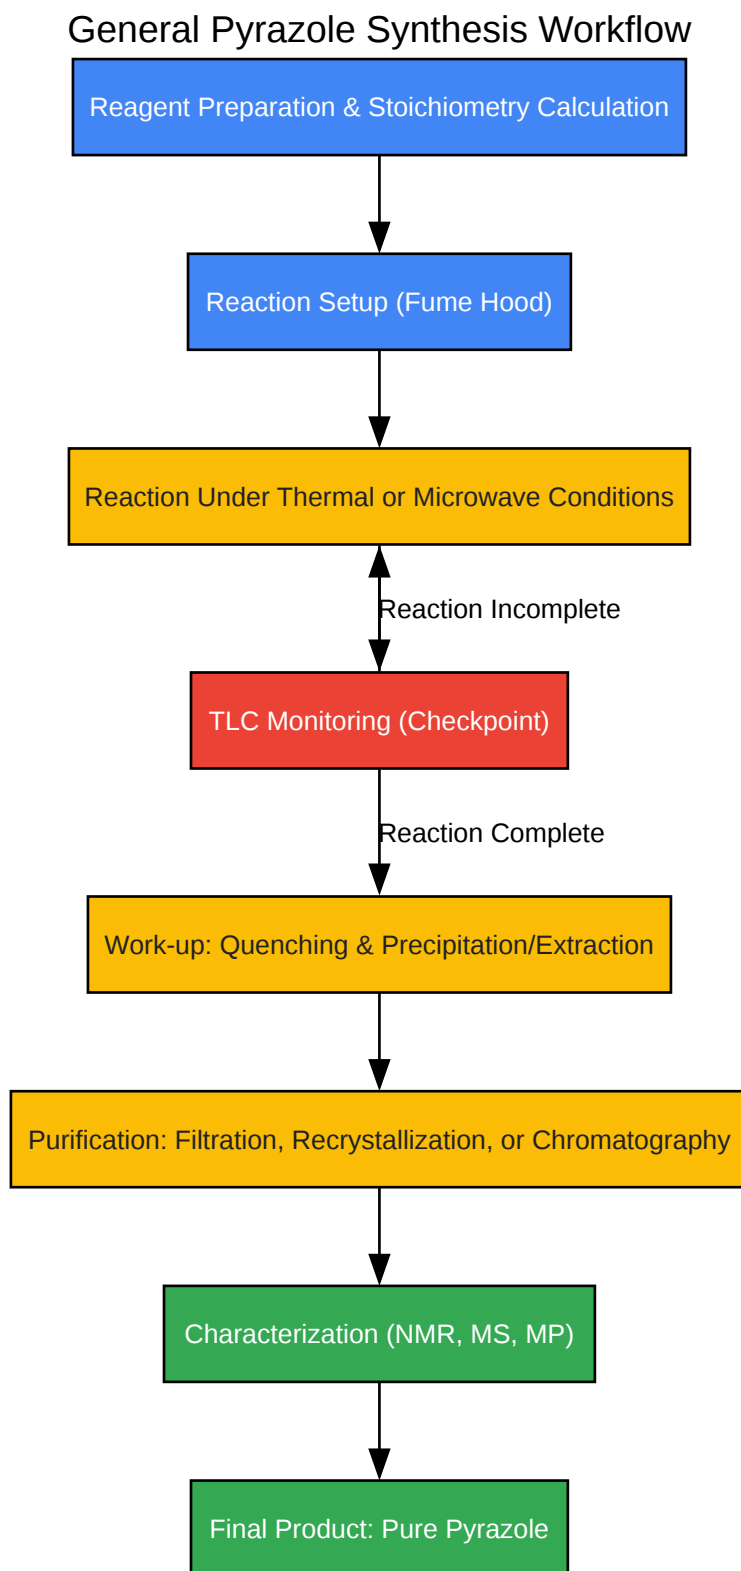 General Pyrazole Synthesis Workflow
Reagent Preparation & Stoichiometry Calculation
Reaction Setup (Fume Hood)
Reaction Under Thermal or Microwave Conditions
Reaction Incomplete
TLC Monitoring (Checkpoint)
Reaction Complete
Work-up: Quenching & Precipitation/Extraction
Purification: Filtration, Recrystallization, or Chromatography
Characterization (NMR, MS, MP)
Final Product: Pure Pyrazole